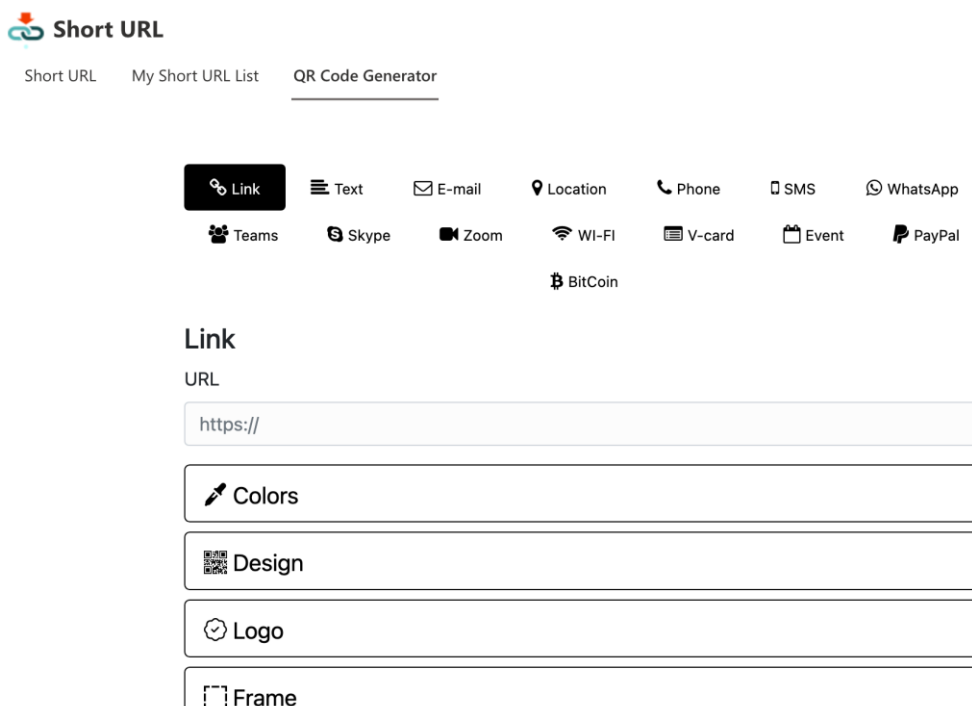 Short URL
Short URL My Short URL List QR Code Generator
Link Text E-mail Location Phone SMS WhatsApp
Teams Skype Zoom WI-FI V-card Event PayPal
BitCoin
Link
URL
https://
Colors
Design
Logo
Frame